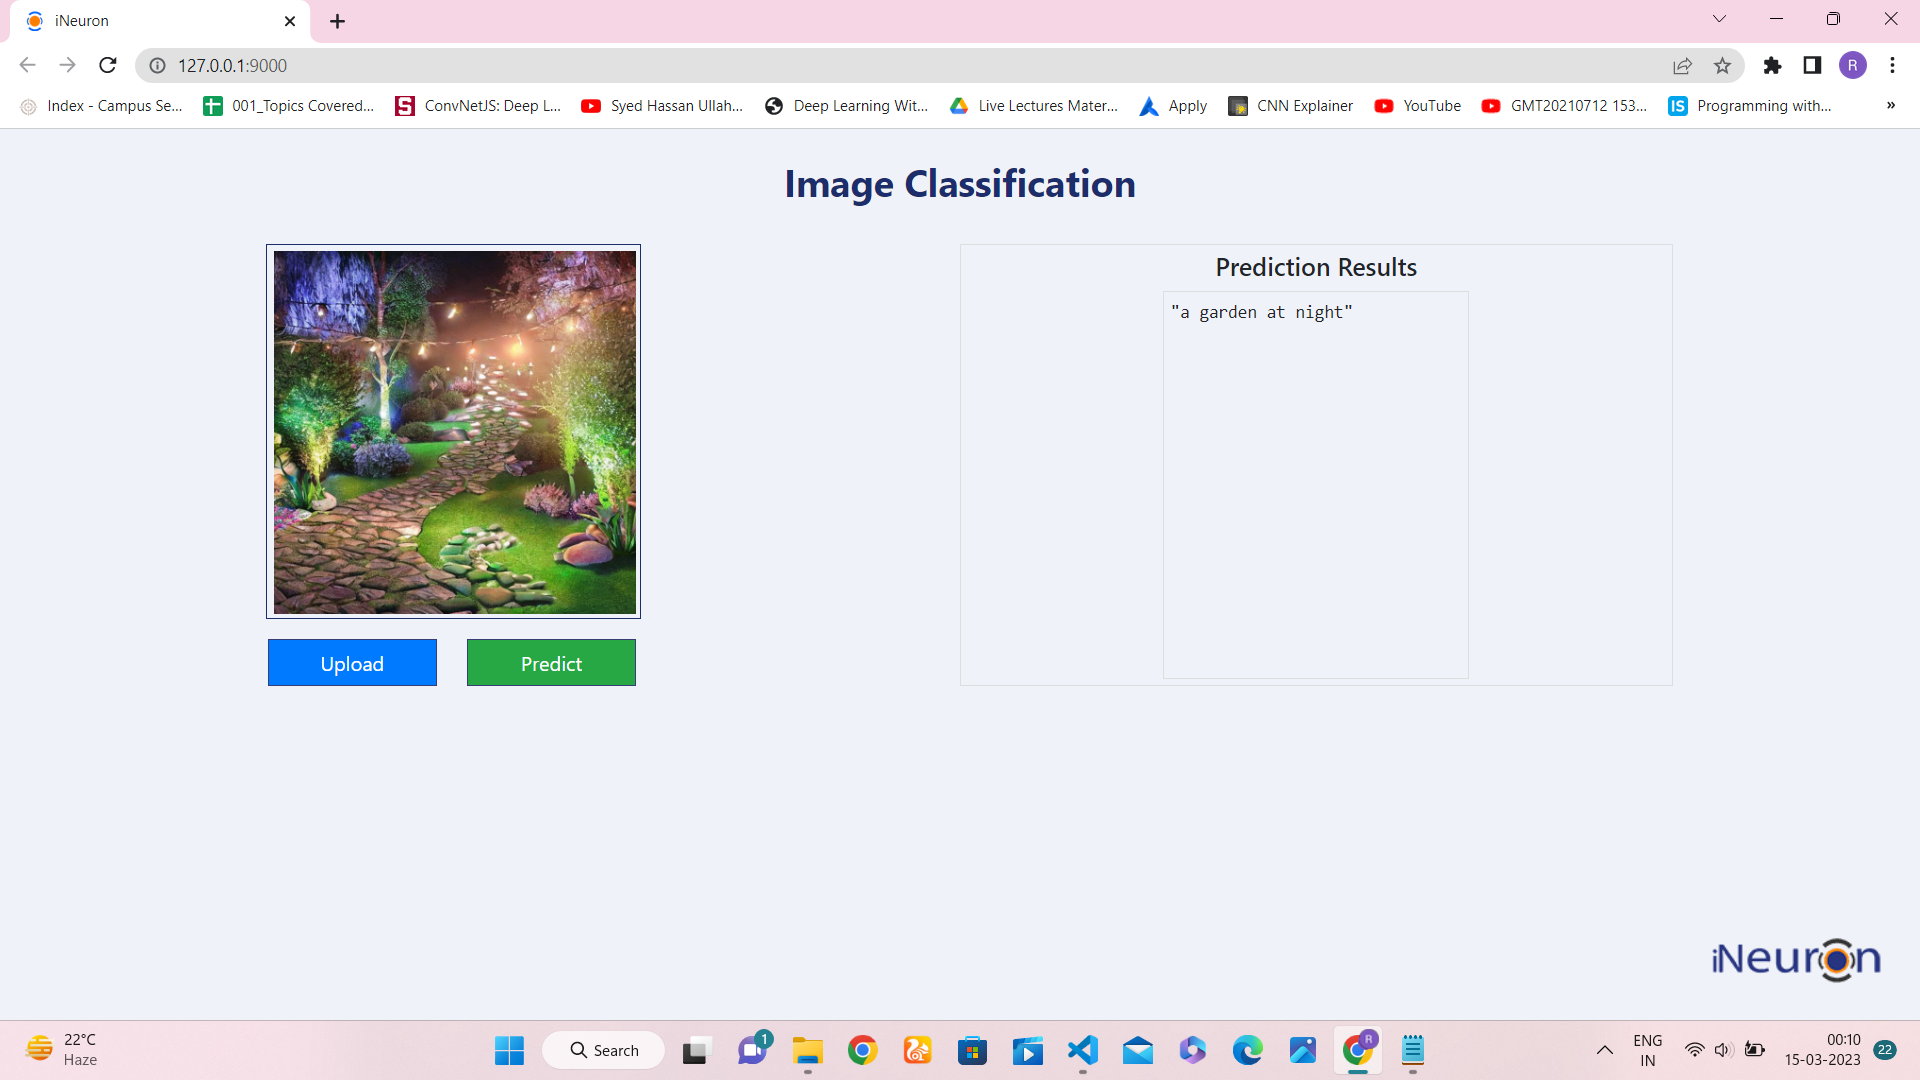 iNeuron
127.0.0.1:9000
R
Index - Campus Se...
001_Topics Covered...
ConvNetJS: Deep L...
Syed Hassan Ullah...
Deep Learning Wit...
Live Lectures Mater...
Apply
CNN Explainer
YouTube
GMT20210712 153...
IS
Programming with...
»
Image Classification
Prediction Results
"a garden at night"
Upload
Predict
iNeuron
22°C
Haze
Search
1
R
ENG
IN
00:10
15-03-2023
22